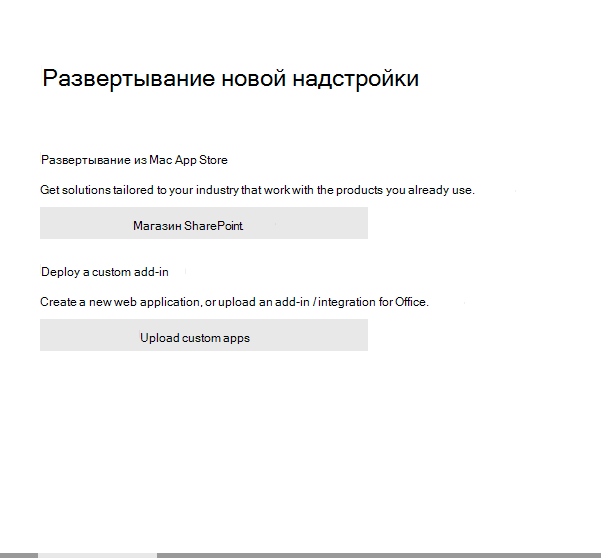 Развертывание новой надстройки
Развертывание из Mac App Store
Get solutions tailored to your industry that work with the products you already use.
Магазин SharePoint
Deploy a custom add-in
Create a new web application, or upload an add-in / integration for Office.
Upload custom apps